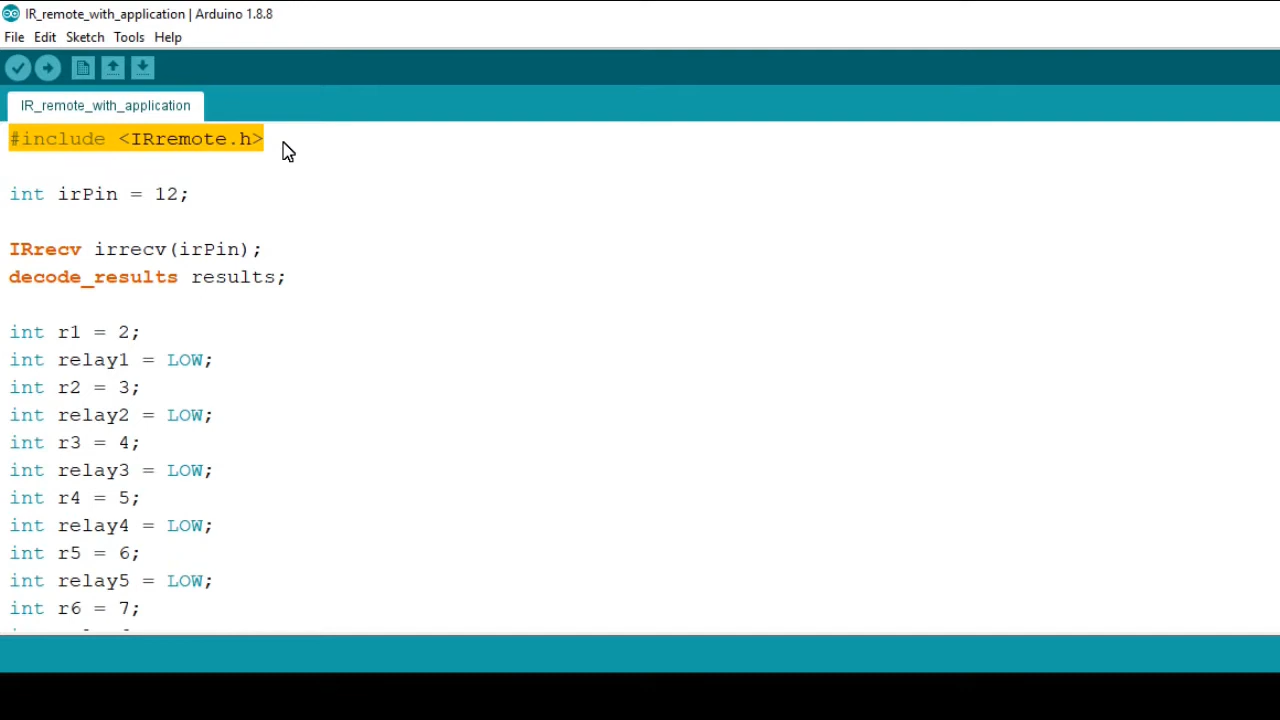 IR_remote_with_application | Arduino 1.8.8
File Edit Sketch Tools Help
IR_remote_with_application
#include <IRremote.h>
int irPin = 12;
IRrecv irrecv(irPin);
decode_results results;
int r1 = 2;
int relay1 = LOW;
int r2 = 3;
int relay2 = LOW;
int r3 = 4;
int relay3 = LOW;
int r4 = 5;
int relay4 = LOW;
int r5 = 6;
int relay5 = LOW;
int r6 = 7;